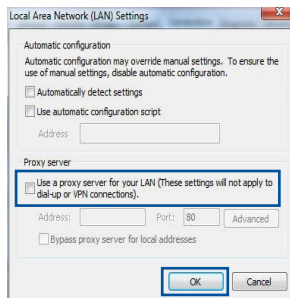 Local Area Network (LAN) Settings
Automatic configuration
Automatic configuration may override manual settings. To ensure the
use of manual settings, disable automatic configuration.
Automatically detect settings
Use automatic configuration script
Address
Proxy server
Use a proxy server for your LAN (These settings will not apply to
dial-up or VPN connections).
Address:
Port: 80
Advanced
Bypass proxy server for local addresses
OK
Cancel